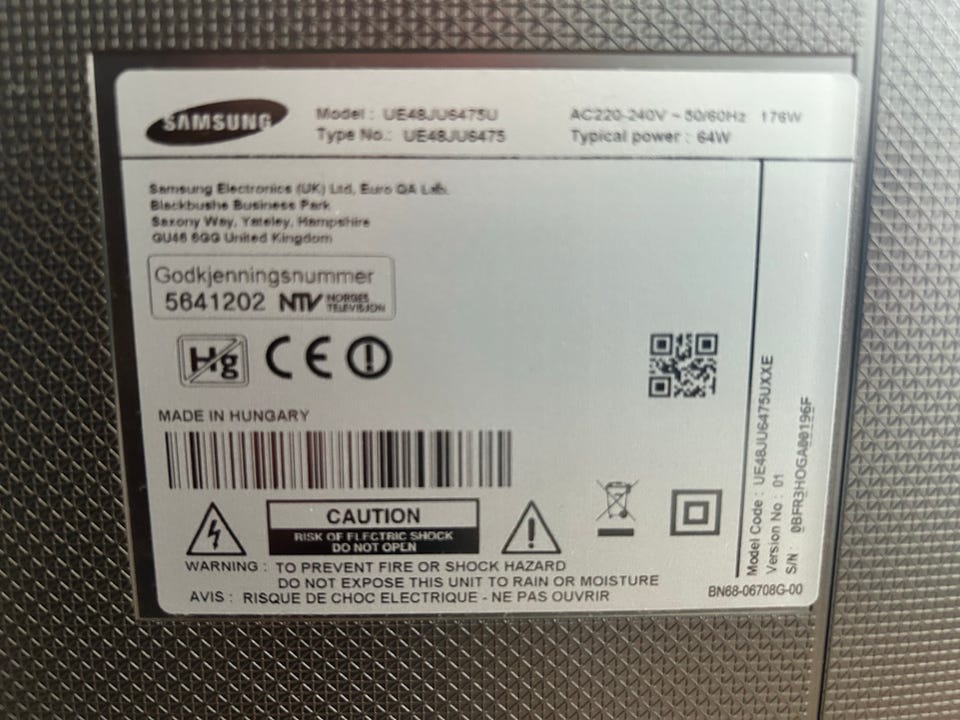 SAMSUNG
Model : UE48JU6475U
Type No.: UE48JU6475
AC220-240V ~ 50/60Hz 176W
Typical power : 64W
Samsung Electronics (UK) Ltd, Euro QA Lab.
Blackbushe Business Park
Saxony Way, Yateley, Hampshire
GU46 6GG United Kingdom
Godkjenningsnummer
5641202 NTV NORGES TELEVISJON
Hg CE
MADE IN HUNGARY
CAUTION
RISK OF ELECTRIC SHOCK
DO NOT OPEN
WARNING : TO PREVENT FIRE OR SHOCK HAZARD
DO NOT EXPOSE THIS UNIT TO RAIN OR MOISTURE
AVIS : RISQUE DE CHOC ELECTRIQUE - NE PAS OUVRIR
Model Code : UE48JU6475UXXE
Version No : 01
S/N : 0BFR3HOGA00196F
BN68-06708G-00